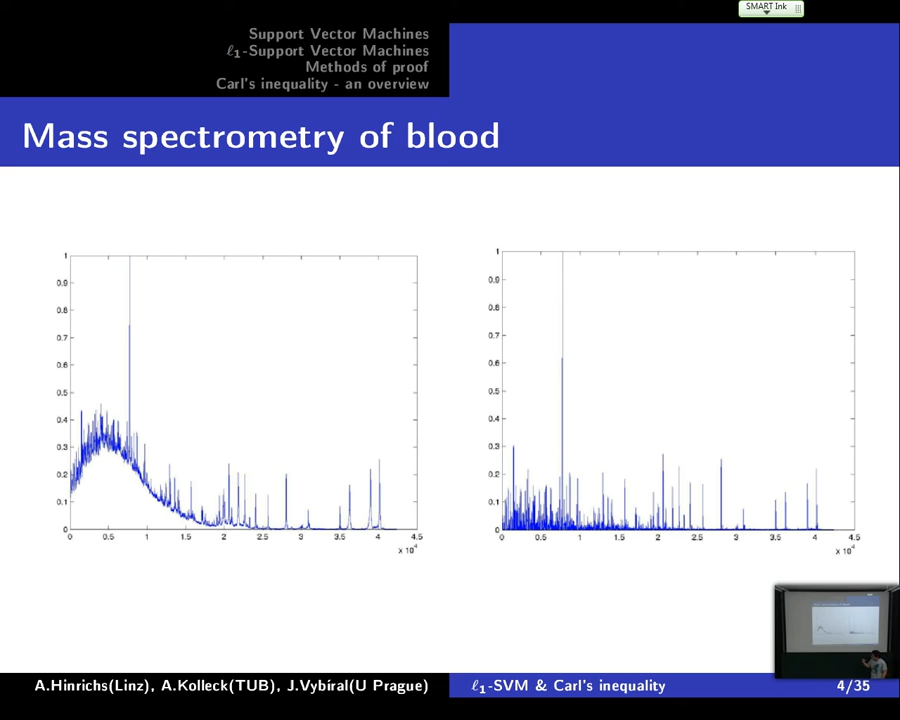 SMART Ink
Support Vector Machines
ℓ1-Support Vector Machines
Methods of proof
Carl's inequality - an overview
Mass spectrometry of blood
1
0.9
0.8
0.7
0.6
0.5
0.4
0.3
0.2
0.1
0
0 0.5 1 1.5 2 2.5 3 3.5 4 4.5
x 10^4
1
0.9
0.8
0.7
0.6
0.5
0.4
0.3
0.2
0.1
0
0 0.5 1 1.5 2 2.5 3 3.5 4 4.5
x 10^4
A.Hinrichs(Linz), A.Kolleck(TUB), J.Vybíral(U Prague)
ℓ1-SVM & Carl's inequality
4/35